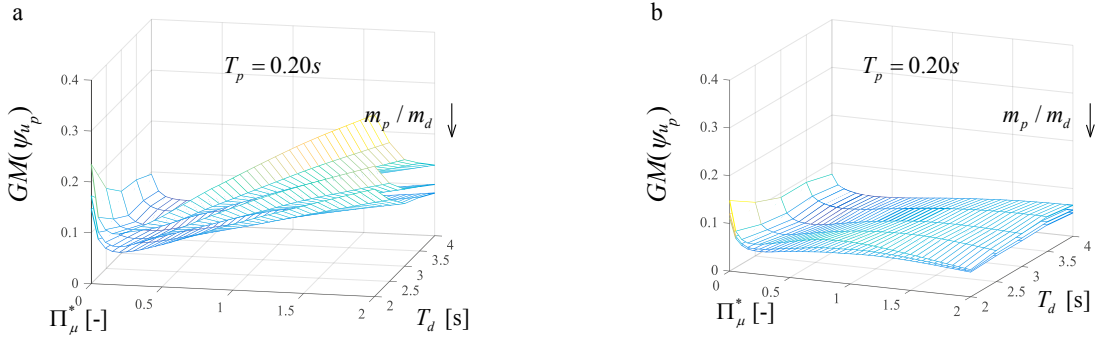 a
T_p = 0.20s
m_p / m_d ↓
GM(ψ_{u_p})
0.4
0.3
0.2
0.1
0
0
0.5
1
1.5
2
2
2.5
3
3.5
4
Π*_μ [-]
T_d [s]
b
T_p = 0.20s
m_p / m_d ↓
GM(ψ_{u_p})
0.4
0.3
0.2
0.1
0
0
0.5
1
1.5
2
2
2.5
3
3.5
4
Π*_μ [-]
T_d [s]